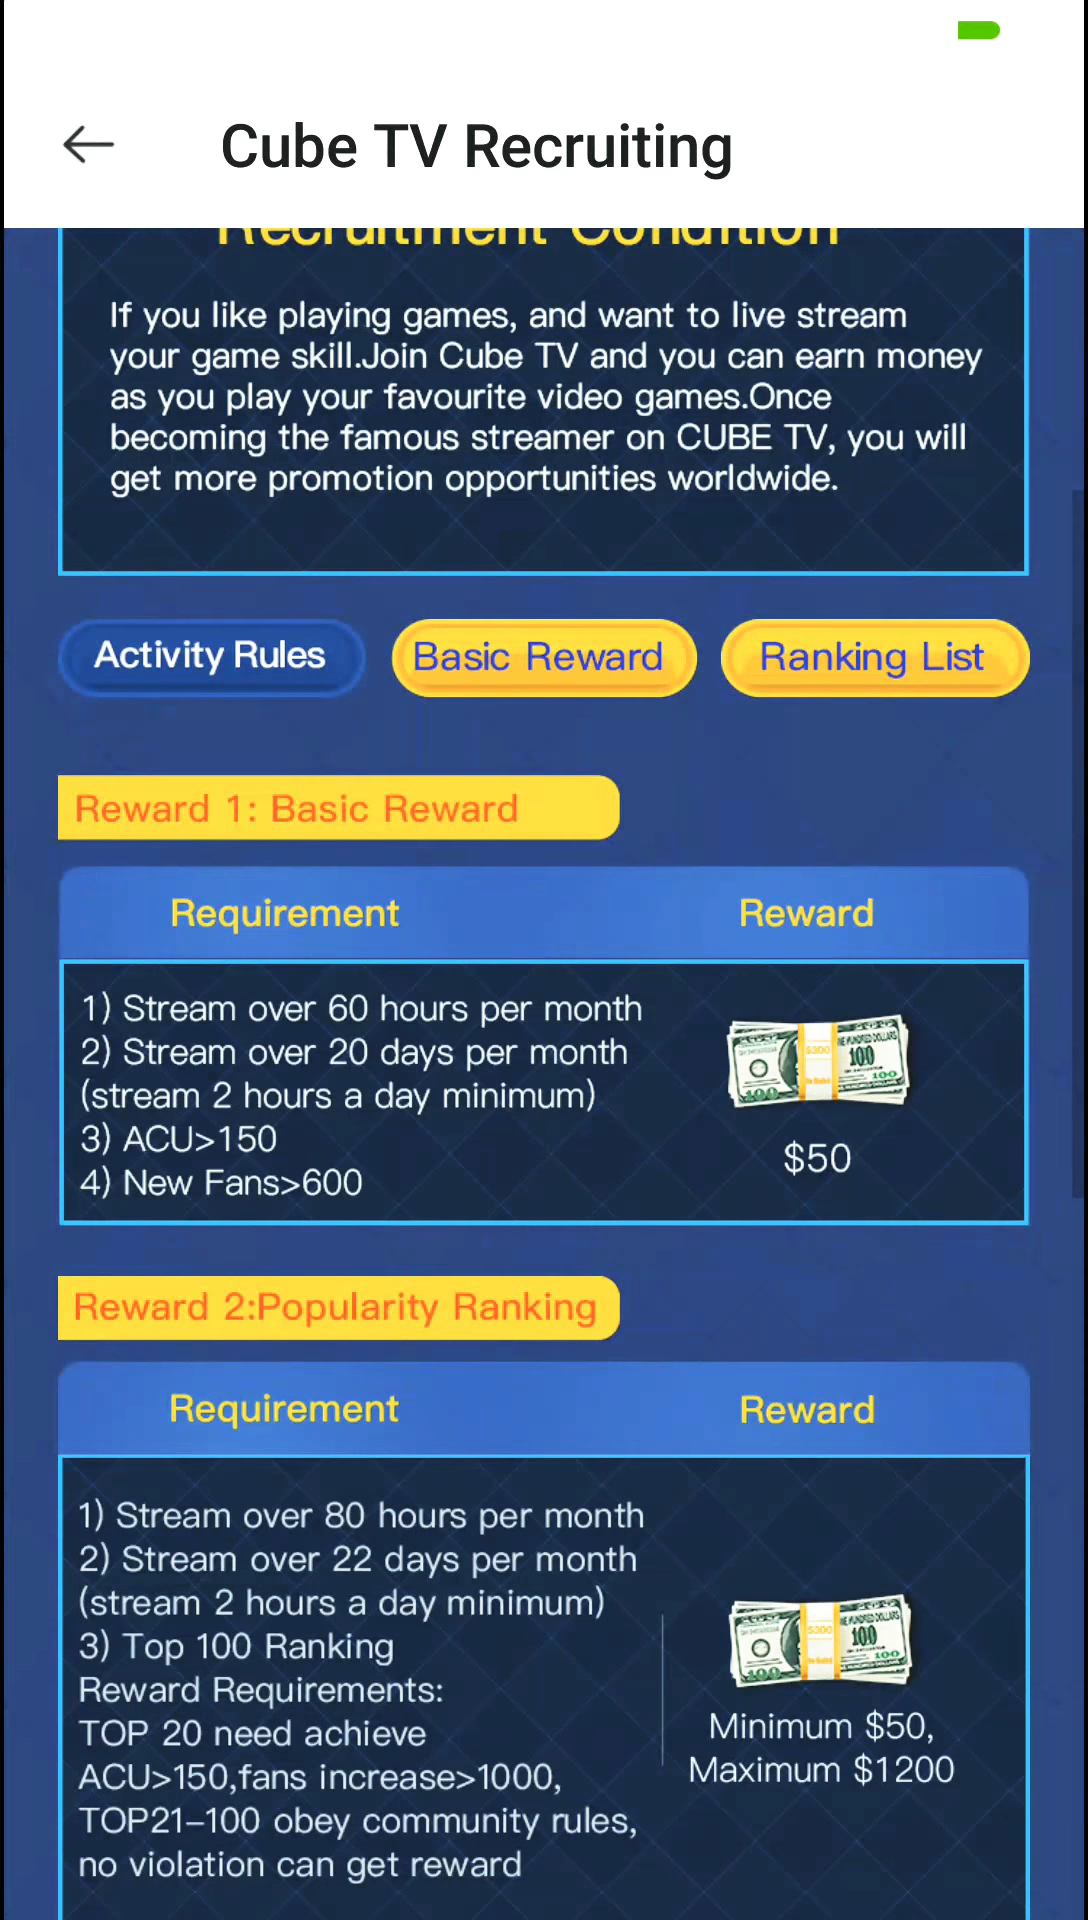 Cube TV Recruiting
Recruitment Condition
If you like playing games, and want to live stream
your game skill.Join Cube TV and you can earn money
as you play your favourite video games.Once
becoming the famous streamer on CUBE TV, you will
get more promotion opportunities worldwide.
Activity Rules
Basic Reward
Ranking List
Reward 1: Basic Reward
Requirement
Reward
1) Stream over 60 hours per month
2) Stream over 20 days per month
(stream 2 hours a day minimum)
3) ACU>150
4) New Fans>600
$50
Reward 2:Popularity Ranking
Requirement
Reward
1) Stream over 80 hours per month
2) Stream over 22 days per month
(stream 2 hours a day minimum)
3) Top 100 Ranking
Reward Requirements:
TOP 20 need achieve
ACU>150,fans increase>1000,
TOP21–100 obey community rules,
no violation can get reward
Minimum $50,
Maximum $1200